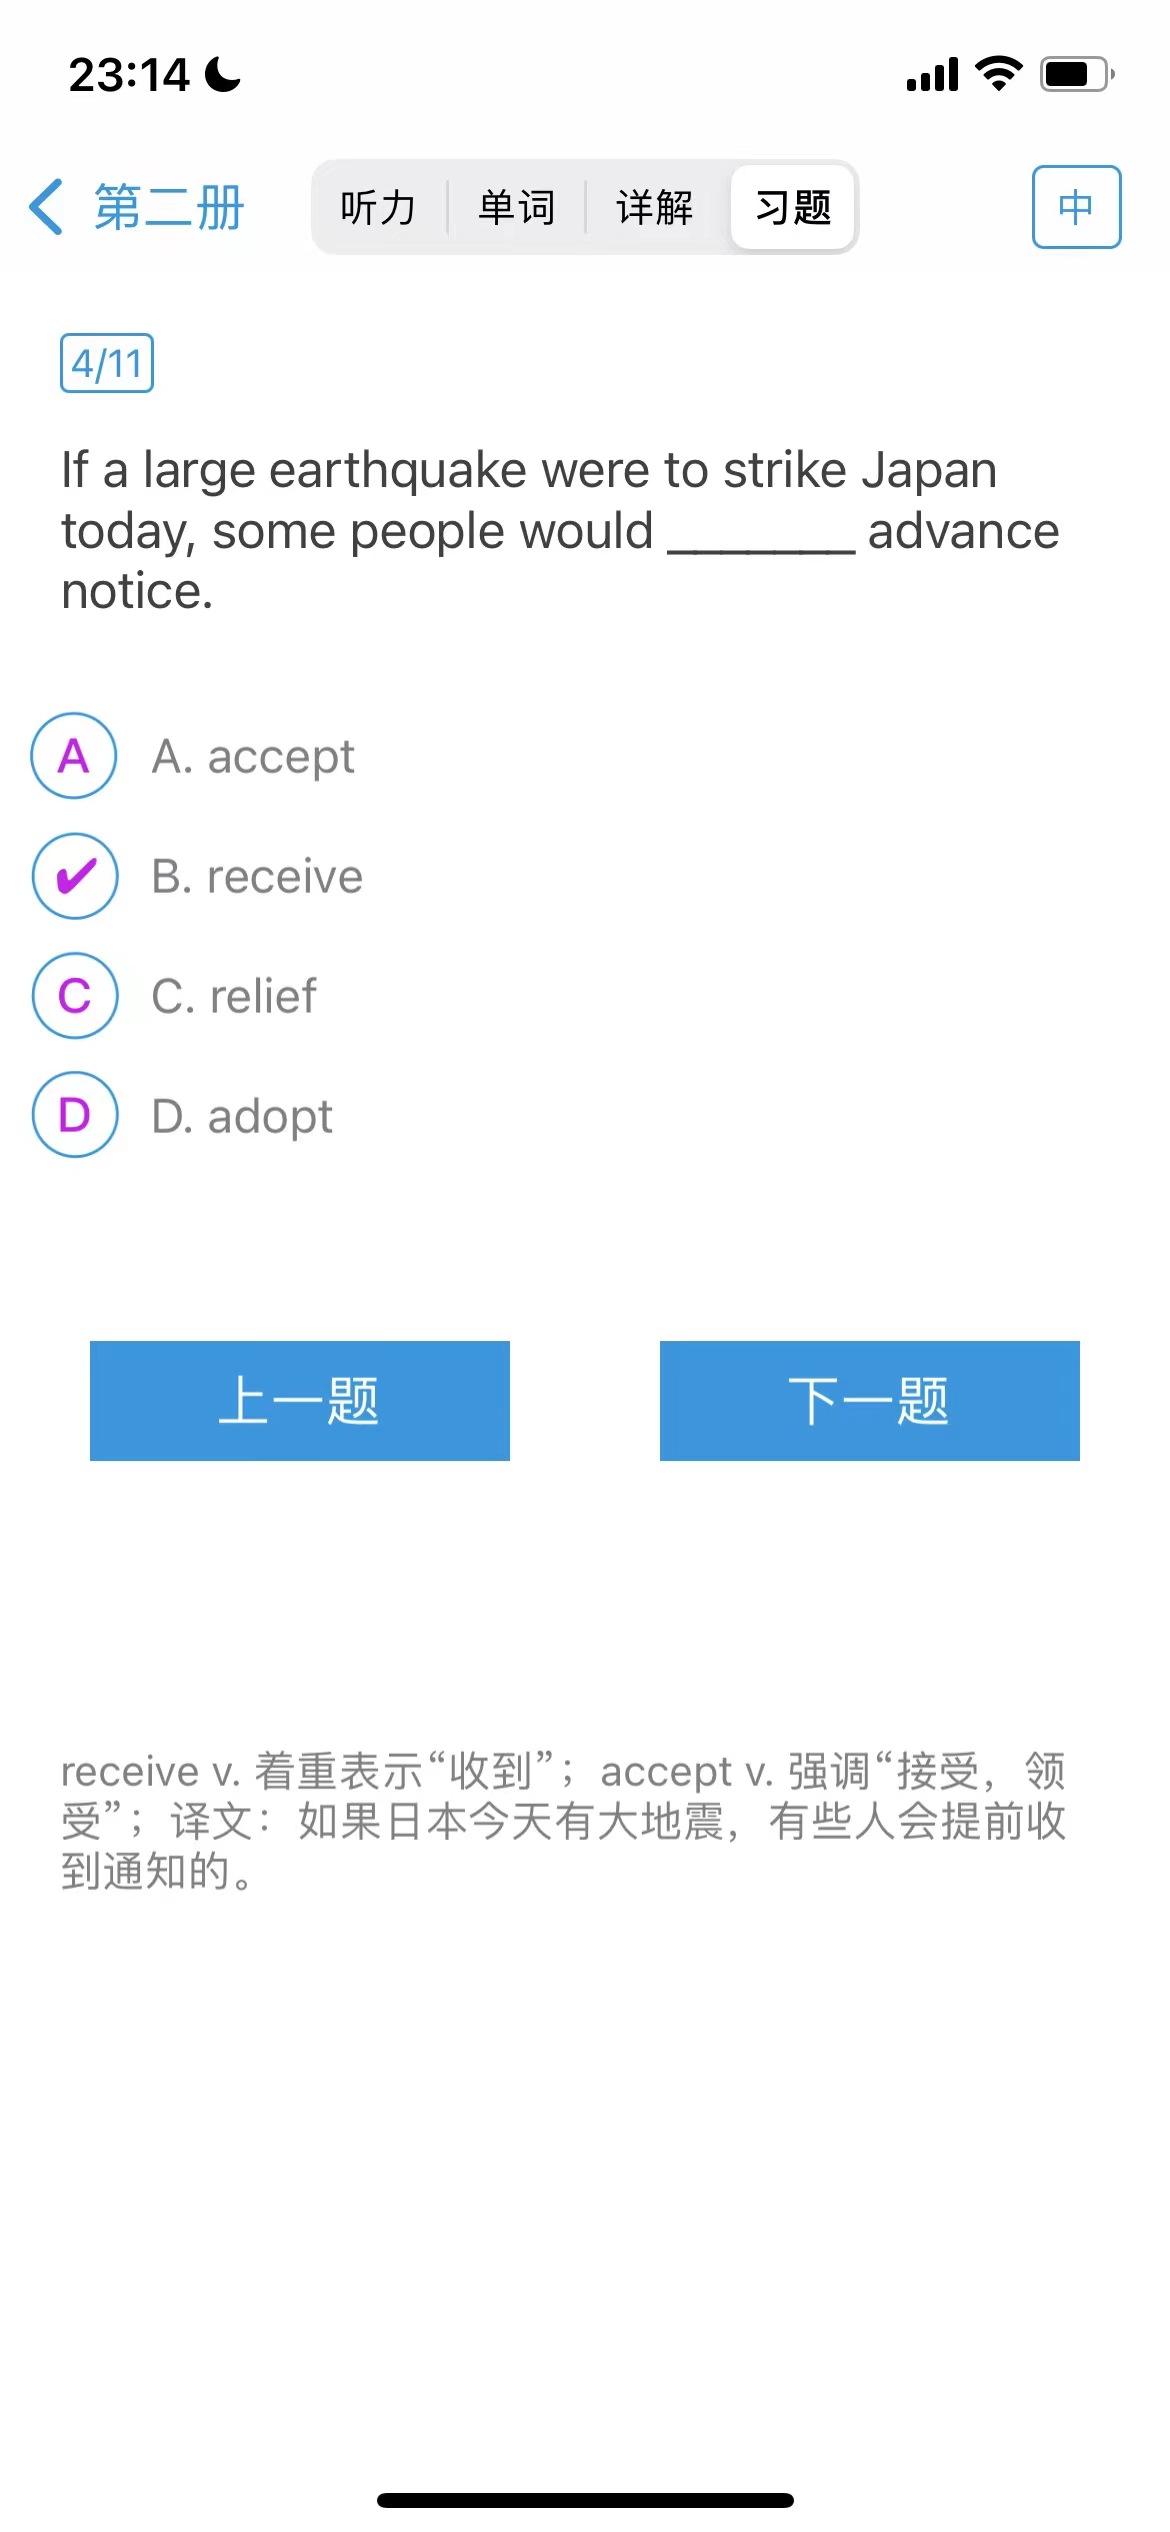 23:14
第二册 听力 单词 详解 习题 中
4/11
If a large earthquake were to strike Japan
today, some people would _______ advance
notice.
A A. accept
✔ B. receive
C C. relief
D D. adopt
上一题 下一题
receive v. 着重表示“收到”；accept v. 强调“接受，领
受”；译文：如果日本今天有大地震，有些人会提前收
到通知的。